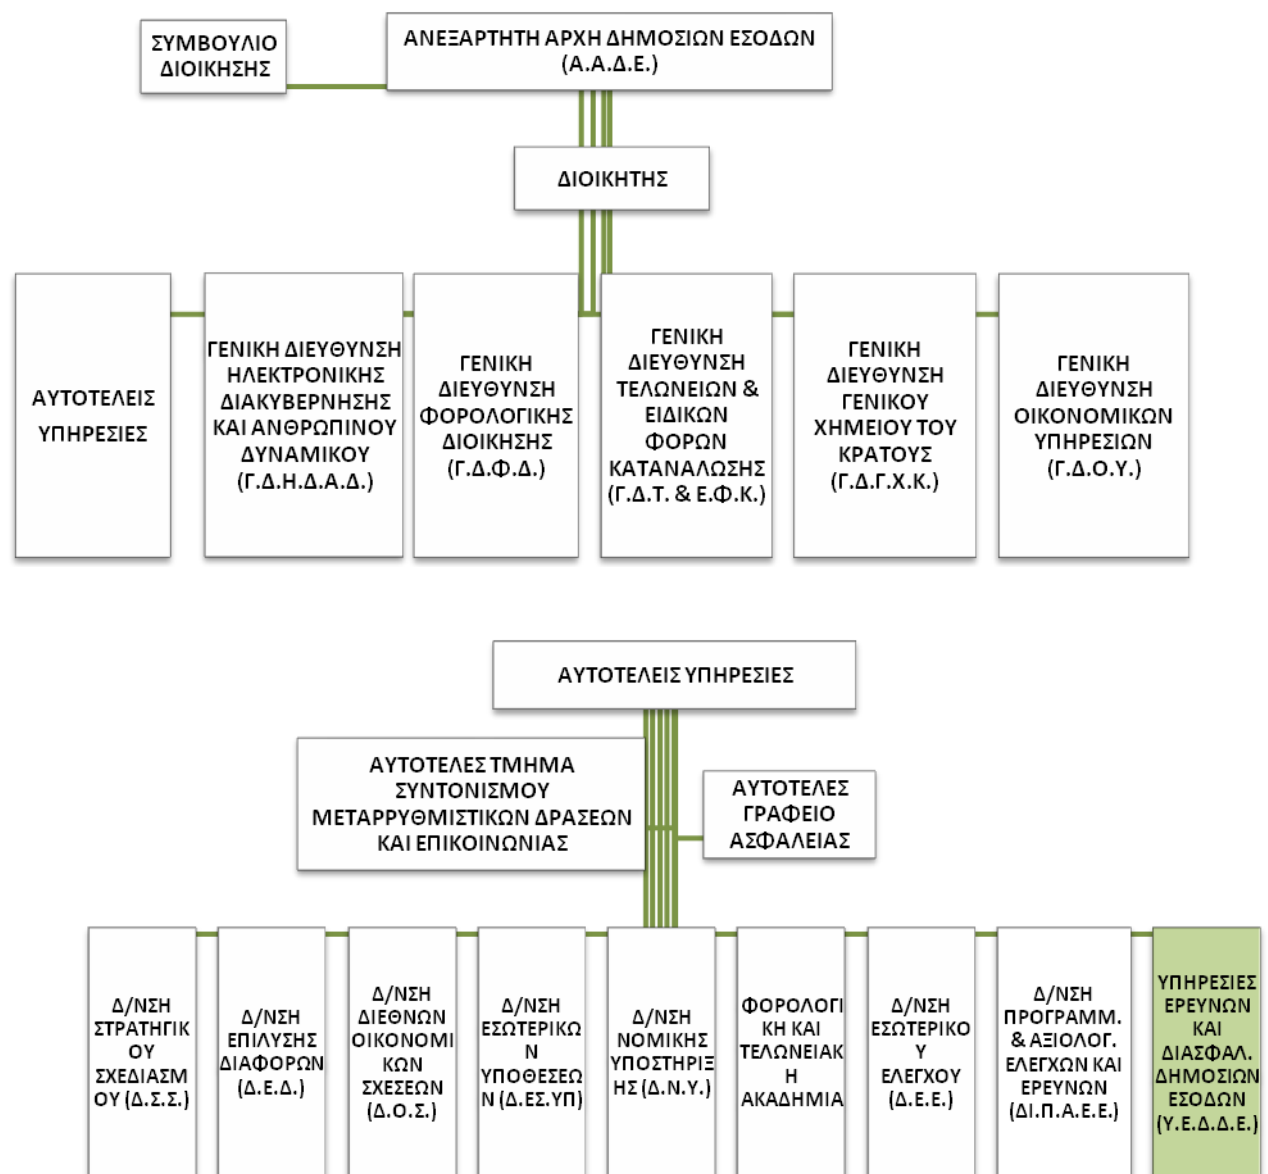 ΣΥΜΒΟΥΛΙΟ
ΔΙΟΙΚΗΣΗΣ
ΑΝΕΞΑΡΤΗΤΗ ΑΡΧΗ ΔΗΜΟΣΙΩΝ ΕΣΟΔΩΝ
(Α.Α.Δ.Ε.)
ΔΙΟΙΚΗΤΗΣ
ΑΥΤΟΤΕΛΕΙΣ
ΥΠΗΡΕΣΙΕΣ
ΓΕΝΙΚΗ ΔΙΕΥΘΥΝΣΗ
ΗΛΕΚΤΡΟΝΙΚΗΣ
ΔΙΑΚΥΒΕΡΝΗΣΗΣ
ΚΑΙ ΑΝΘΡΩΠΙΝΟΥ
ΔΥΝΑΜΙΚΟΥ
(Γ.Δ.Η.Δ.Α.Δ.)
ΓΕΝΙΚΗ
ΔΙΕΥΘΥΝΣΗ
ΦΟΡΟΛΟΓΙΚΗΣ
ΔΙΟΙΚΗΣΗΣ
(Γ.Δ.Φ.Δ.)
ΓΕΝΙΚΗ
ΔΙΕΥΘΥΝΣΗ
ΤΕΛΩΝΕΙΩΝ &
ΕΙΔΙΚΩΝ
ΦΟΡΩΝ
ΚΑΤΑΝΑΛΩΣΗΣ
(Γ.Δ.Τ. & Ε.Φ.Κ.)
ΓΕΝΙΚΗ
ΔΙΕΥΘΥΝΣΗ
ΓΕΝΙΚΟΥ
ΧΗΜΕΙΟΥ ΤΟΥ
ΚΡΑΤΟΥΣ
(Γ.Δ.Γ.Χ.Κ.)
ΓΕΝΙΚΗ
ΔΙΕΥΘΥΝΣΗ
ΟΙΚΟΝΟΜΙΚΩΝ
ΥΠΗΡΕΣΙΩΝ
(Γ.Δ.Ο.Υ.)
ΑΥΤΟΤΕΛΕΙΣ ΥΠΗΡΕΣΙΕΣ
ΑΥΤΟΤΕΛΕΣ ΤΜΗΜΑ
ΣΥΝΤΟΝΙΣΜΟΥ
ΜΕΤΑΡΡΥΘΜΙΣΤΙΚΩΝ ΔΡΑΣΕΩΝ
ΚΑΙ ΕΠΙΚΟΙΝΩΝΙΑΣ
ΑΥΤΟΤΕΛΕΣ
ΓΡΑΦΕΙΟ
ΑΣΦΑΛΕΙΑΣ
Δ/ΝΣΗ
ΣΤΡΑΤΗΓΙΚ
ΟΥ
ΣΧΕΔΙΑΣΜ
ΟΥ (Δ.Σ.Σ.)
Δ/ΝΣΗ
ΕΠΙΛΥΣΗΣ
ΔΙΑΦΟΡΩΝ
(Δ.Ε.Δ.)
Δ/ΝΣΗ
ΔΙΕΘΝΩΝ
ΟΙΚΟΝΟΜΙ
ΚΩΝ
ΣΧΕΣΕΩΝ
(Δ.Ο.Σ.)
Δ/ΝΣΗ
ΕΣΩΤΕΡΙΚΩ
Ν
ΥΠΟΘΕΣΕΩ
Ν (Δ.ΕΣ.ΥΠ)
Δ/ΝΣΗ
ΝΟΜΙΚΗΣ
ΥΠΟΣΤΗΡΙΞ
ΗΣ (Δ.Ν.Υ.)
ΦΟΡΟΛΟΓΙ
ΚΗ ΚΑΙ
ΤΕΛΩΝΕΙΑΚ
Η
ΑΚΑΔΗΜΙΑ
Δ/ΝΣΗ
ΕΣΩΤΕΡΙΚΟ
Υ
ΕΛΕΓΧΟΥ
(Δ.Ε.Ε.)
Δ/ΝΣΗ
ΠΡΟΓΡΑΜΜ.
& ΑΞΙΟΛΟΓ.
ΕΛΕΓΧΩΝ ΚΑΙ
ΕΡΕΥΝΩΝ
(ΔΙ.Π.Α.Ε.Ε.)
ΥΠΗΡΕΣΙΕΣ
ΕΡΕΥΝΩΝ
ΚΑΙ
ΔΙΑΣΦΑΛ.
ΔΗΜΟΣΙΩΝ
ΕΣΟΔΩΝ
(Υ.Ε.Δ.Δ.Ε.)